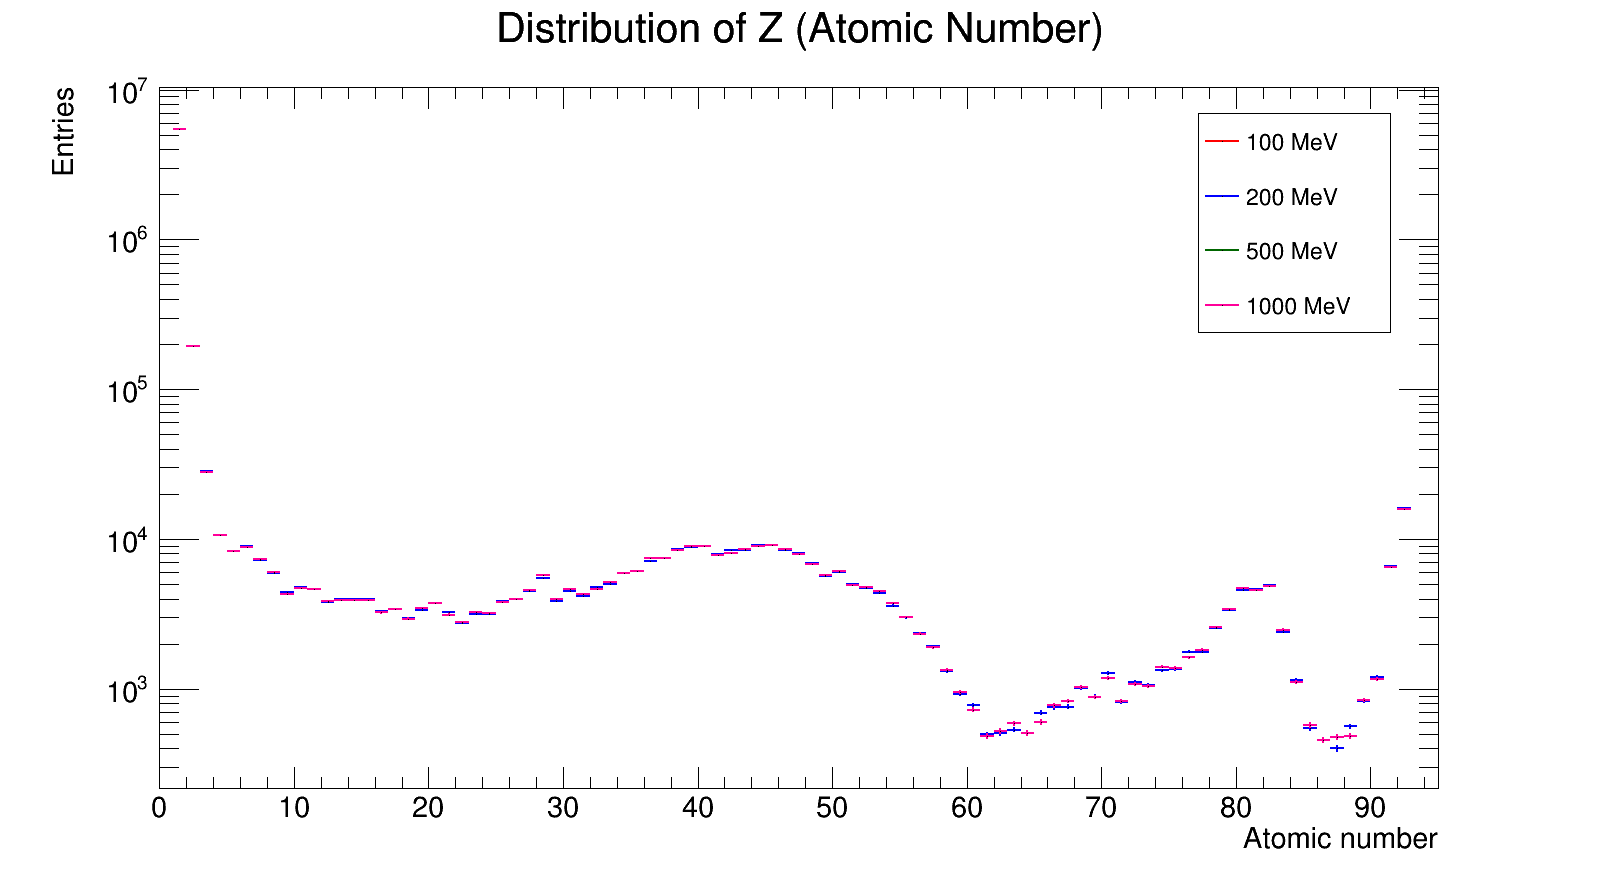 Distribution of Z (Atomic Number)
Entries
10^7
10^6
10^5
10^4
10^3
100 MeV
200 MeV
500 MeV
1000 MeV
0 10 20 30 40 50 60 70 80 90
Atomic number